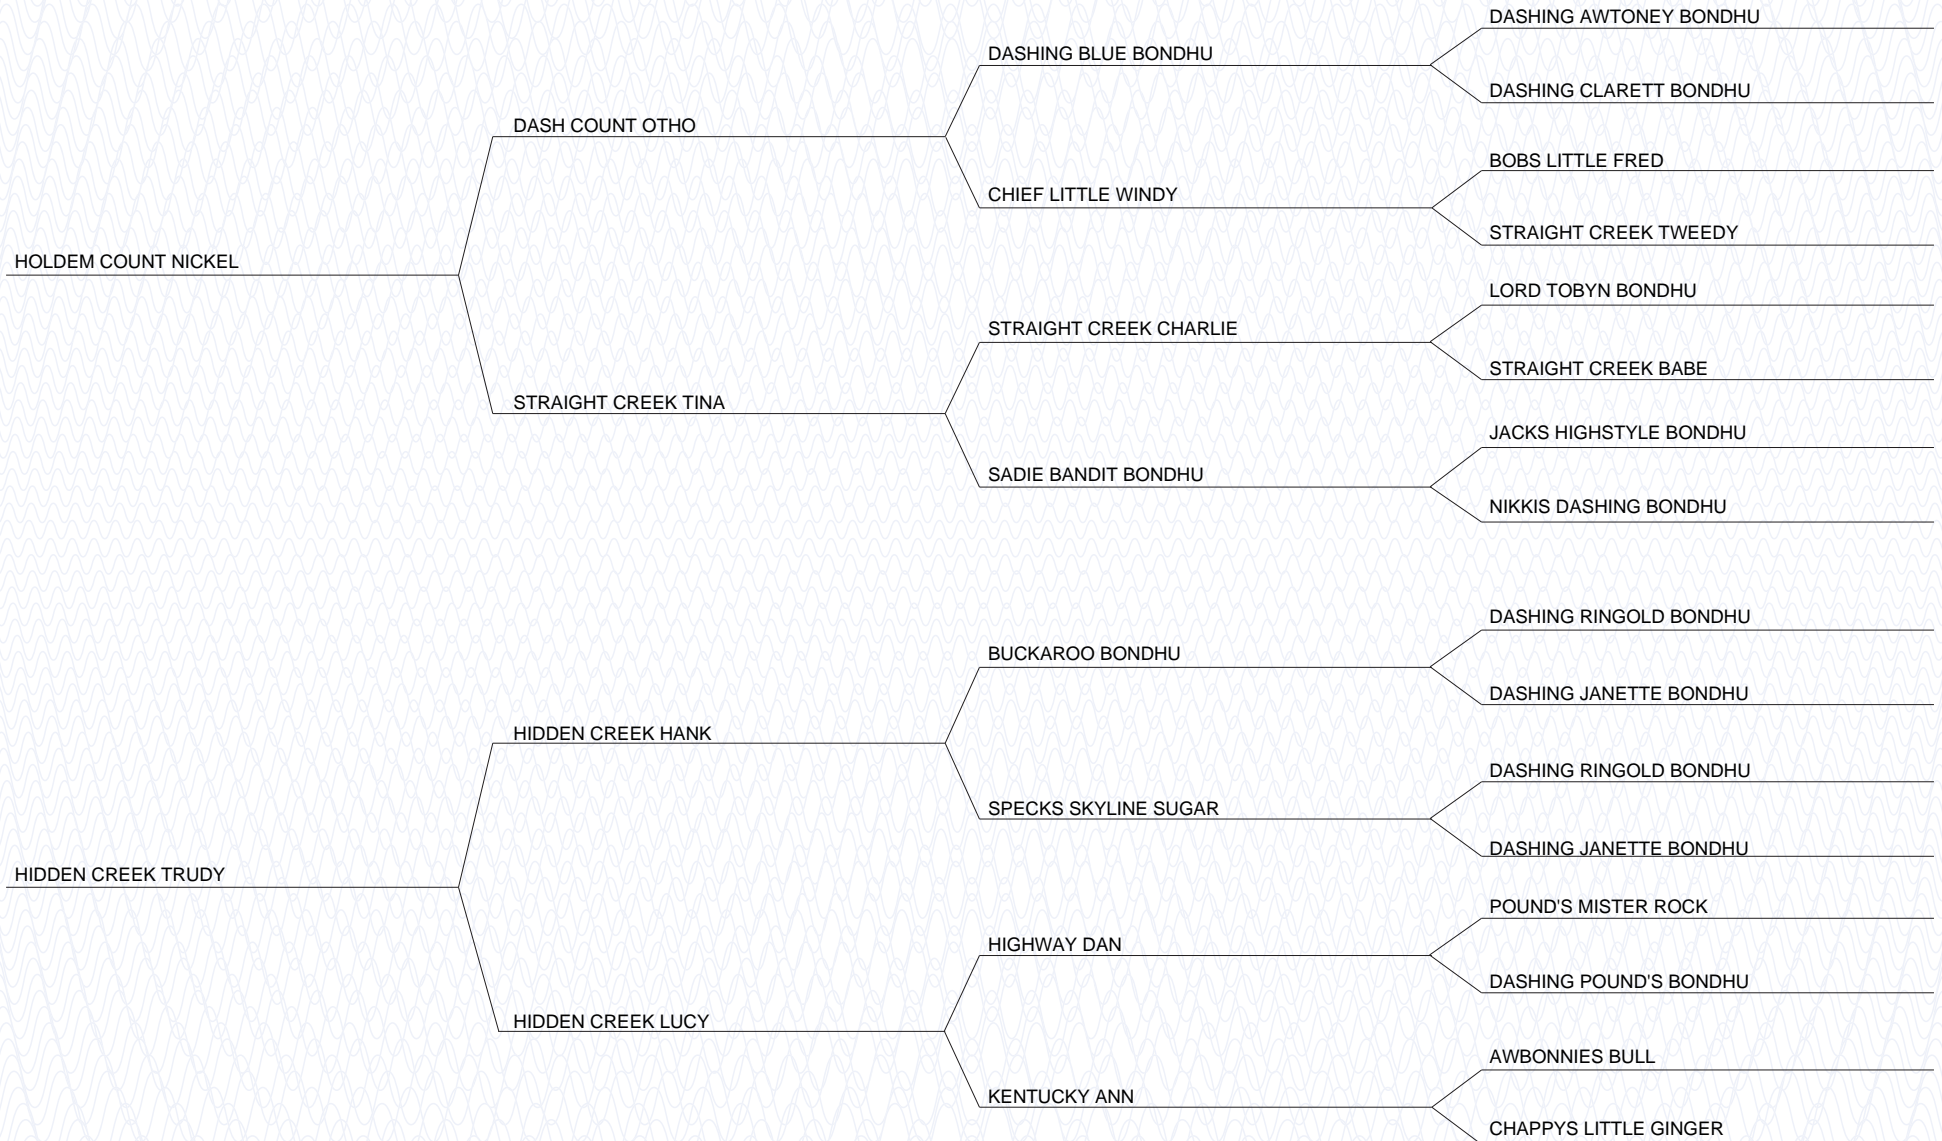 DASHING AWTONEY BONDHU
DASHING BLUE BONDHU
DASHING CLARETT BONDHU
DASH COUNT OTHO
BOBS LITTLE FRED
CHIEF LITTLE WINDY
STRAIGHT CREEK TWEEDY
HOLDEM COUNT NICKEL
LORD TOBYN BONDHU
STRAIGHT CREEK CHARLIE
STRAIGHT CREEK BABE
STRAIGHT CREEK TINA
JACKS HIGHSTYLE BONDHU
SADIE BANDIT BONDHU
NIKKIS DASHING BONDHU
DASHING RINGOLD BONDHU
BUCKAROO BONDHU
DASHING JANETTE BONDHU
HIDDEN CREEK HANK
DASHING RINGOLD BONDHU
SPECKS SKYLINE SUGAR
DASHING JANETTE BONDHU
HIDDEN CREEK TRUDY
POUND'S MISTER ROCK
HIGHWAY DAN
DASHING POUND'S BONDHU
HIDDEN CREEK LUCY
AWBONNIES BULL
KENTUCKY ANN
CHAPPYS LITTLE GINGER